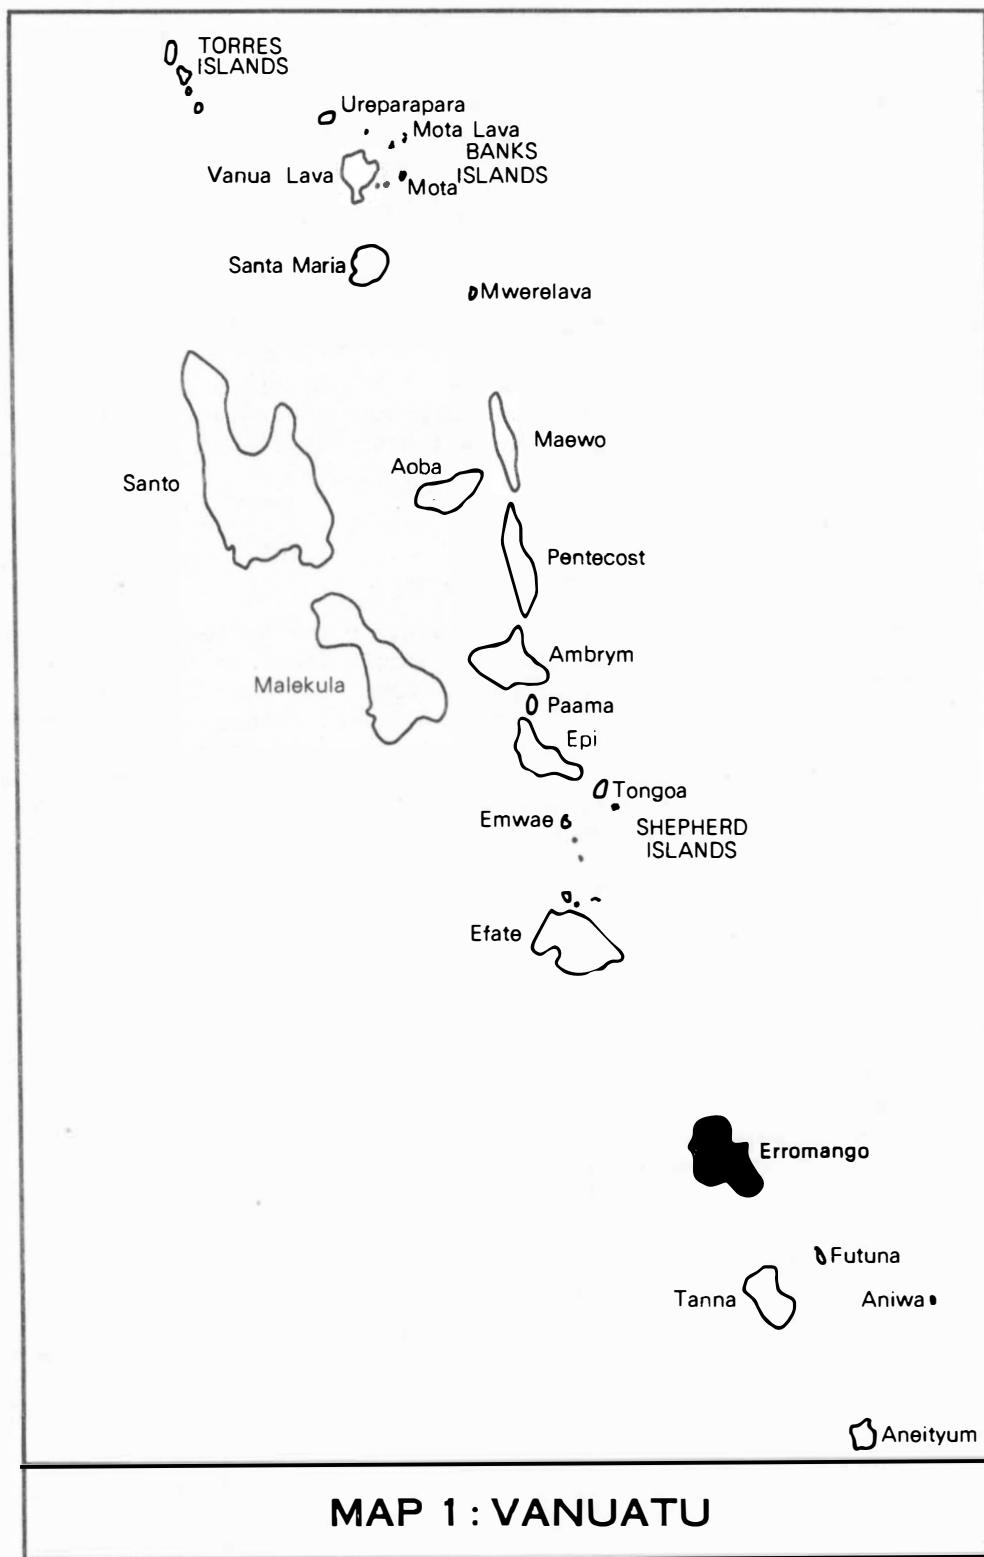 TORRES
ISLANDS
Ureparapara
Mota Lava
BANKS
ISLANDS
Vanua Lava
Mota
Santa Maria
Mwerelava
Maewo
Aoba
Santo
Pentecost
Ambrym
Malekula
Paama
Epi
Tongoa
Emwae
SHEPHERD
ISLANDS
Efate
Erromango
Futuna
Tanna
Aniwa
Aneityum
MAP 1: VANUATU